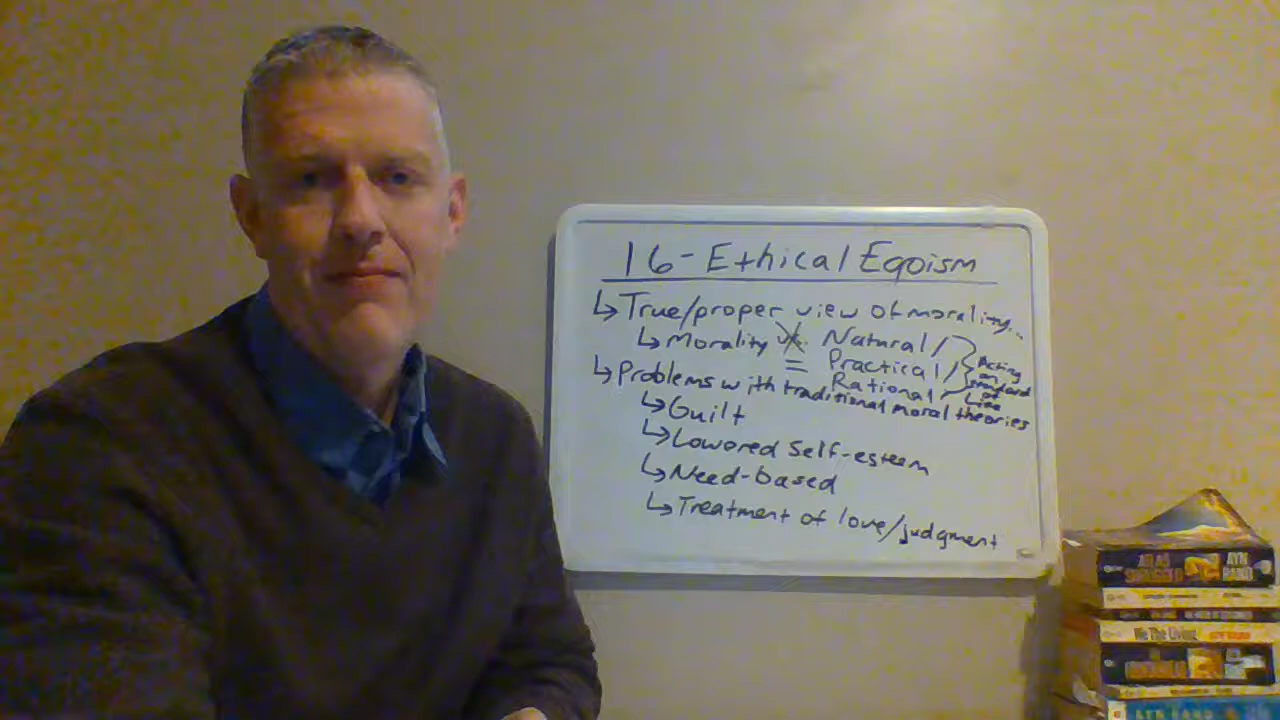 16 - Ethical Egoism
↳ True/proper view of morality...
↳ Morality vs. Natural/
= Practical/
Rational
Acting
on
standard
of
Life
↳ Problems with traditional moral theories
↳ Guilt
↳ Lowered Self-esteem
↳ Need-based
↳ Treatment of love/judgment
ATLAS SHRUGGED AYN RAND
We The Living
AYN RAND